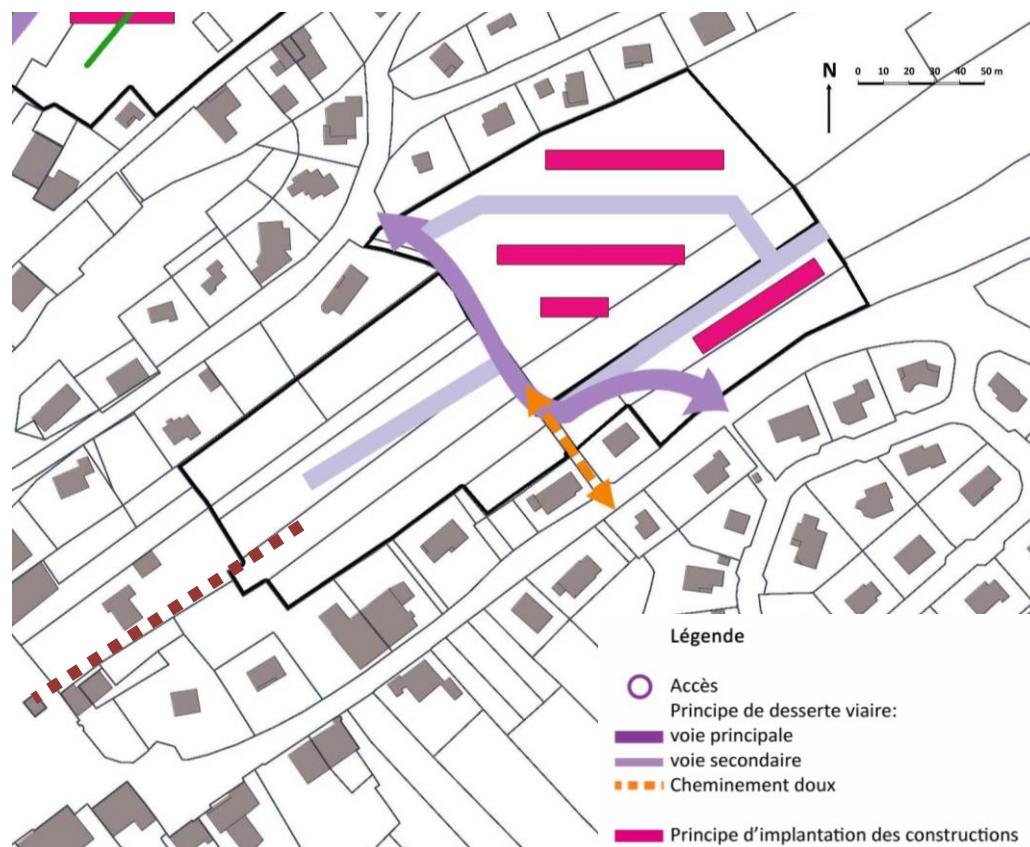 N
0 10 20 30 40 50 m
Légende
Accès
Principe de desserte viaire:
voie principale
voie secondaire
Cheminement doux
Principe d'implantation des constructions